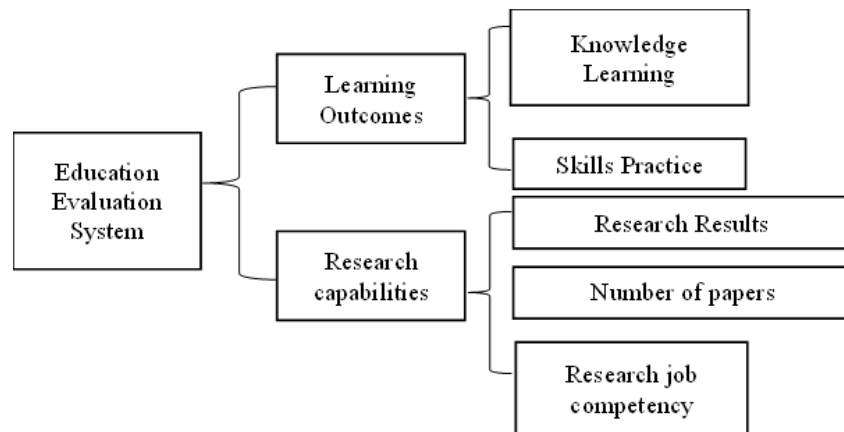 Education
Evaluation
System
Learning
Outcomes
Knowledge
Learning
Skills Practice
Research
capabilities
Research Results
Number of papers
Research job
competency